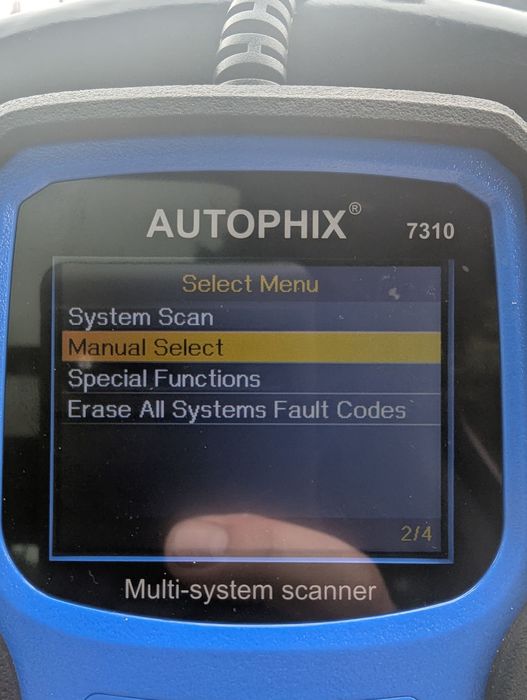 AUTOPHIX®
7310
Select Menu
System Scan
Manual Select
Special Functions
Erase All Systems Fault Codes
2/4
Multi-system scanner